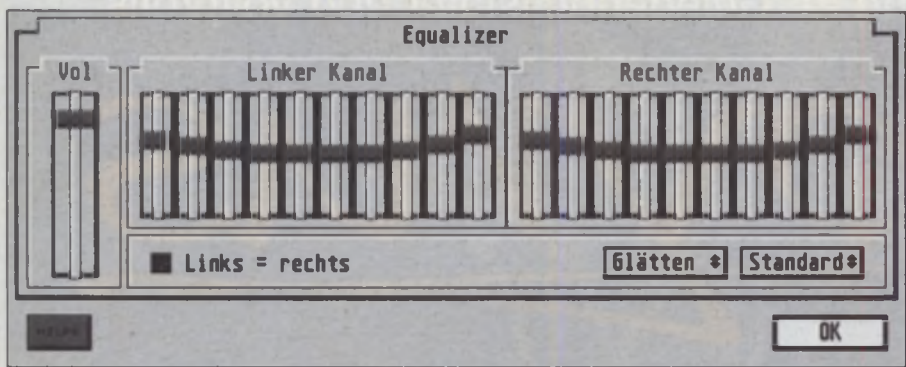 Equalizer
Vol
Linker Kanal
Rechter Kanal
Links = rechts
Glätten
Standard
OK